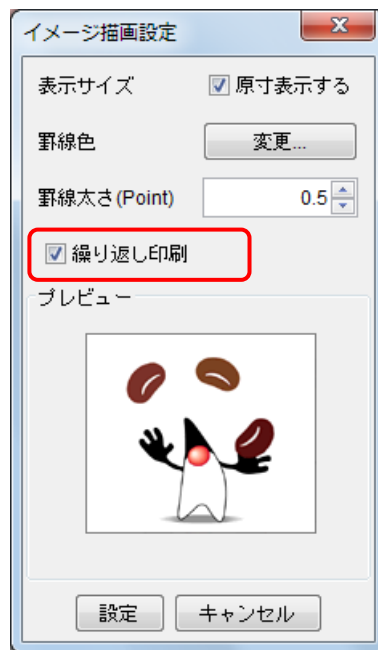 イメージ描画設定
表示サイズ 原寸表示する
罫線色 変更...
罫線太さ(Point) 0.5
繰り返し印刷
プレビュー
設定 キャンセル